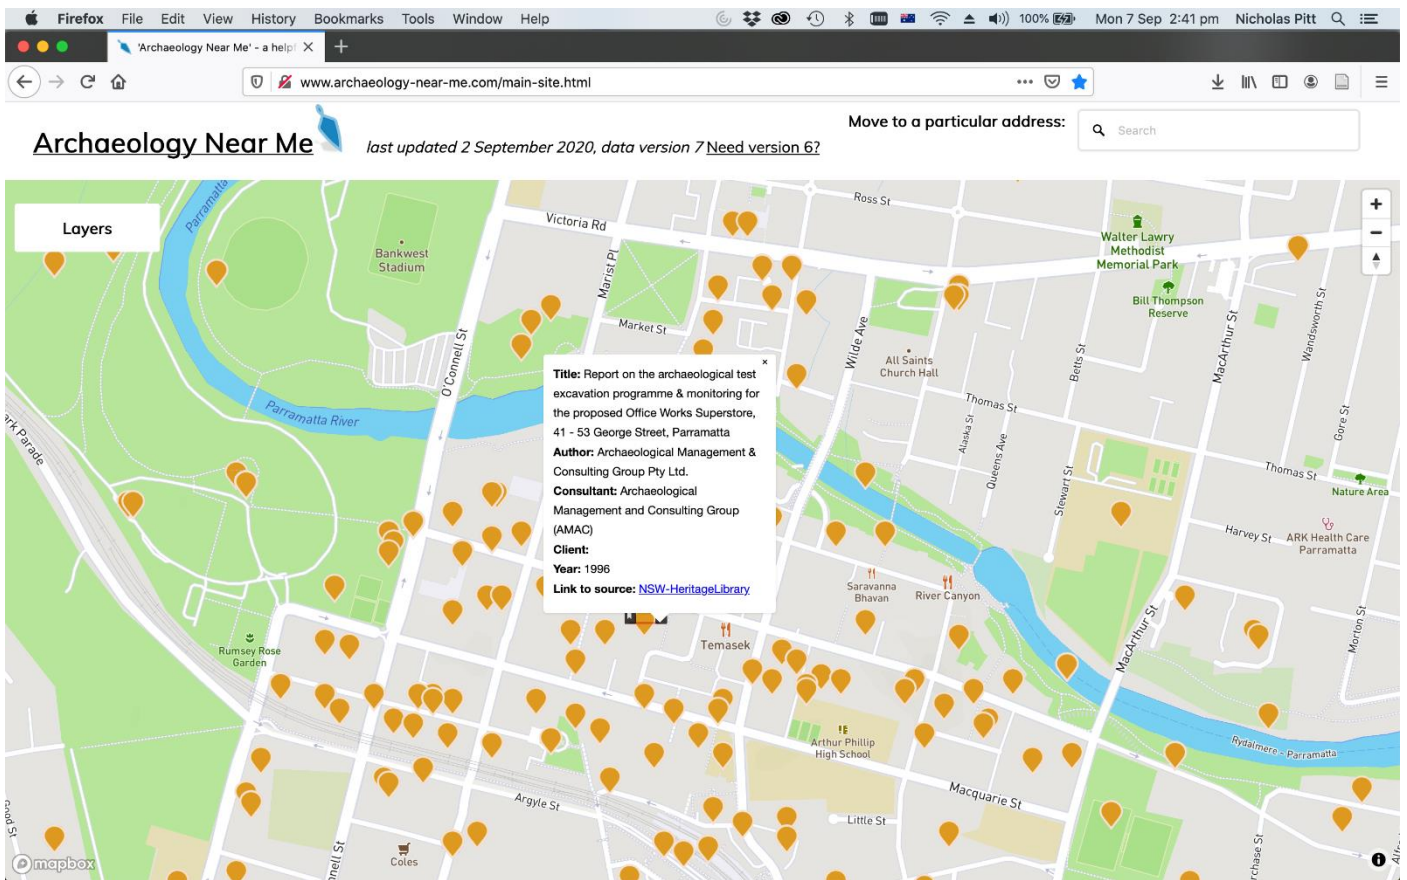 Firefox File Edit View History Bookmarks Tools Window Help 100% Mon 7 Sep 2:41 pm Nicholas Pitt
'Archaeology Near Me' - a helpf
www.archaeology-near-me.com/main-site.html
Archaeology Near Me
last updated 2 September 2020, data version 7 Need version 6?
Move to a particular address:
Search
Layers
Parramatta
Bankwest
Stadium
Victoria Rd
Ross St
Marist Pl
Market St
O'Connell St
Wilde Ave
All Saints
Church Hall
Walter Lawry
Methodist
Memorial Park
Bill Thompson
Reserve
MacArthur St
Wandsworth St
Betts St
Thomas St
Alaska St
Queens Ave
Stewart St
Gore St
Thomas St
Nature Area
Harvey St
ARK Health Care
Parramatta
Parramatta River
ark Parade
Title: Report on the archaeological test
excavation programme & monitoring for
the proposed Office Works Superstore,
41 - 53 George Street, Parramatta
Author: Archaeological Management &
Consulting Group Pty Ltd.
Consultant: Archaeological
Management and Consulting Group
(AMAC)
Client:
Year: 1996
Link to source: NSW-HeritageLibrary
Saravanna
Bhavan
River Canyon
Temasek
Rumsey Rose
Garden
MacArthur St
Morton St
Arthur Phillip
High School
Rydalmere - Parramatta
Macquarie St
Argyle St
Little St
Good St
nnell St
Coles
rchase St
mapbox